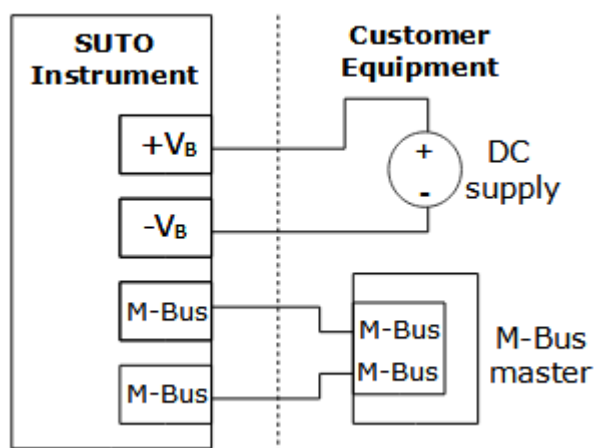 SUTO
Instrument
Customer
Equipment
+VB
+
-
DC
supply
-VB
M-Bus
M-Bus
M-Bus
M-Bus
M-Bus
master